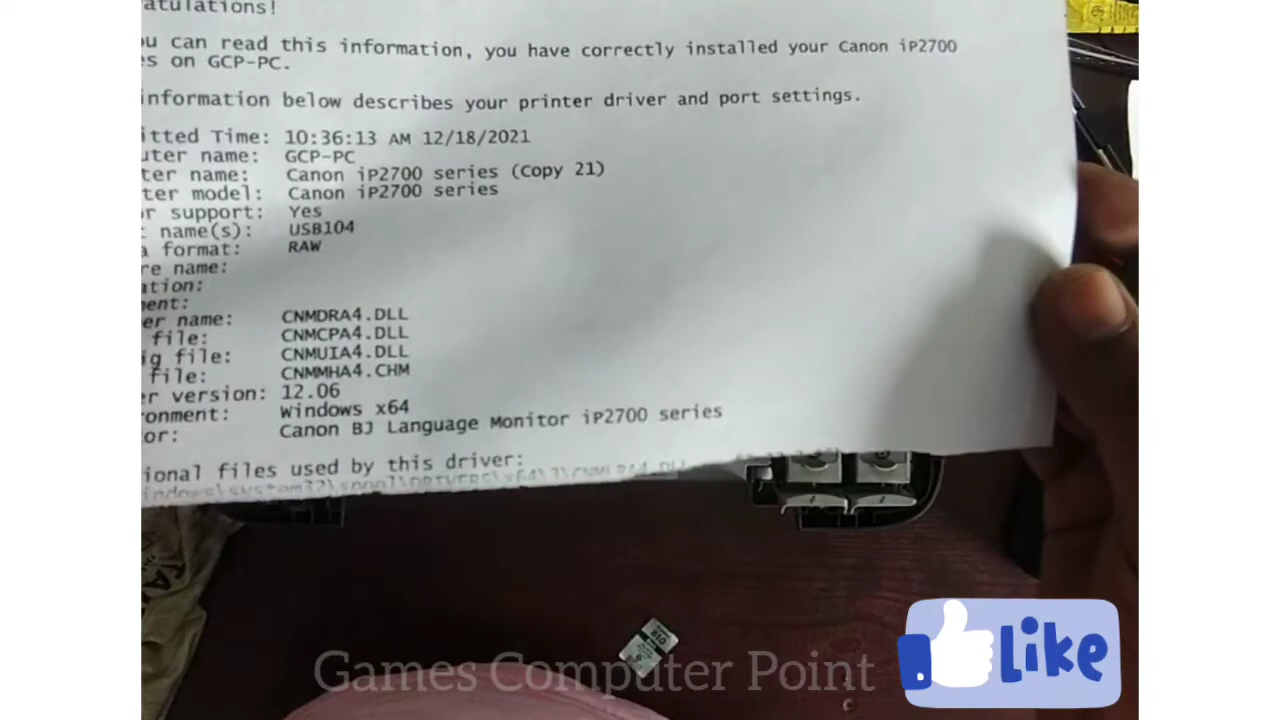 atulations!
u can read this information, you have correctly installed your Canon iP2700
es on GCP-PC.
information below describes your printer driver and port settings.
itted Time: 10:36:13 AM 12/18/2021
uter name: GCP-PC
ter name: Canon iP2700 series (Copy 21)
ter model: Canon iP2700 series
or support: Yes
t name(s): USB104
a format: RAW
re name:
ation:
ment:
er name: CNMDRA4.DLL
file: CNMCPA4.DLL
ig file: CNMUIA4.DLL
file: CNMMHA4.CHM
er version: 12.06
onment: Windows x64
or: Canon BJ Language Monitor iP2700 series
ional files used by this driver:
810
Games Computer Point
Like